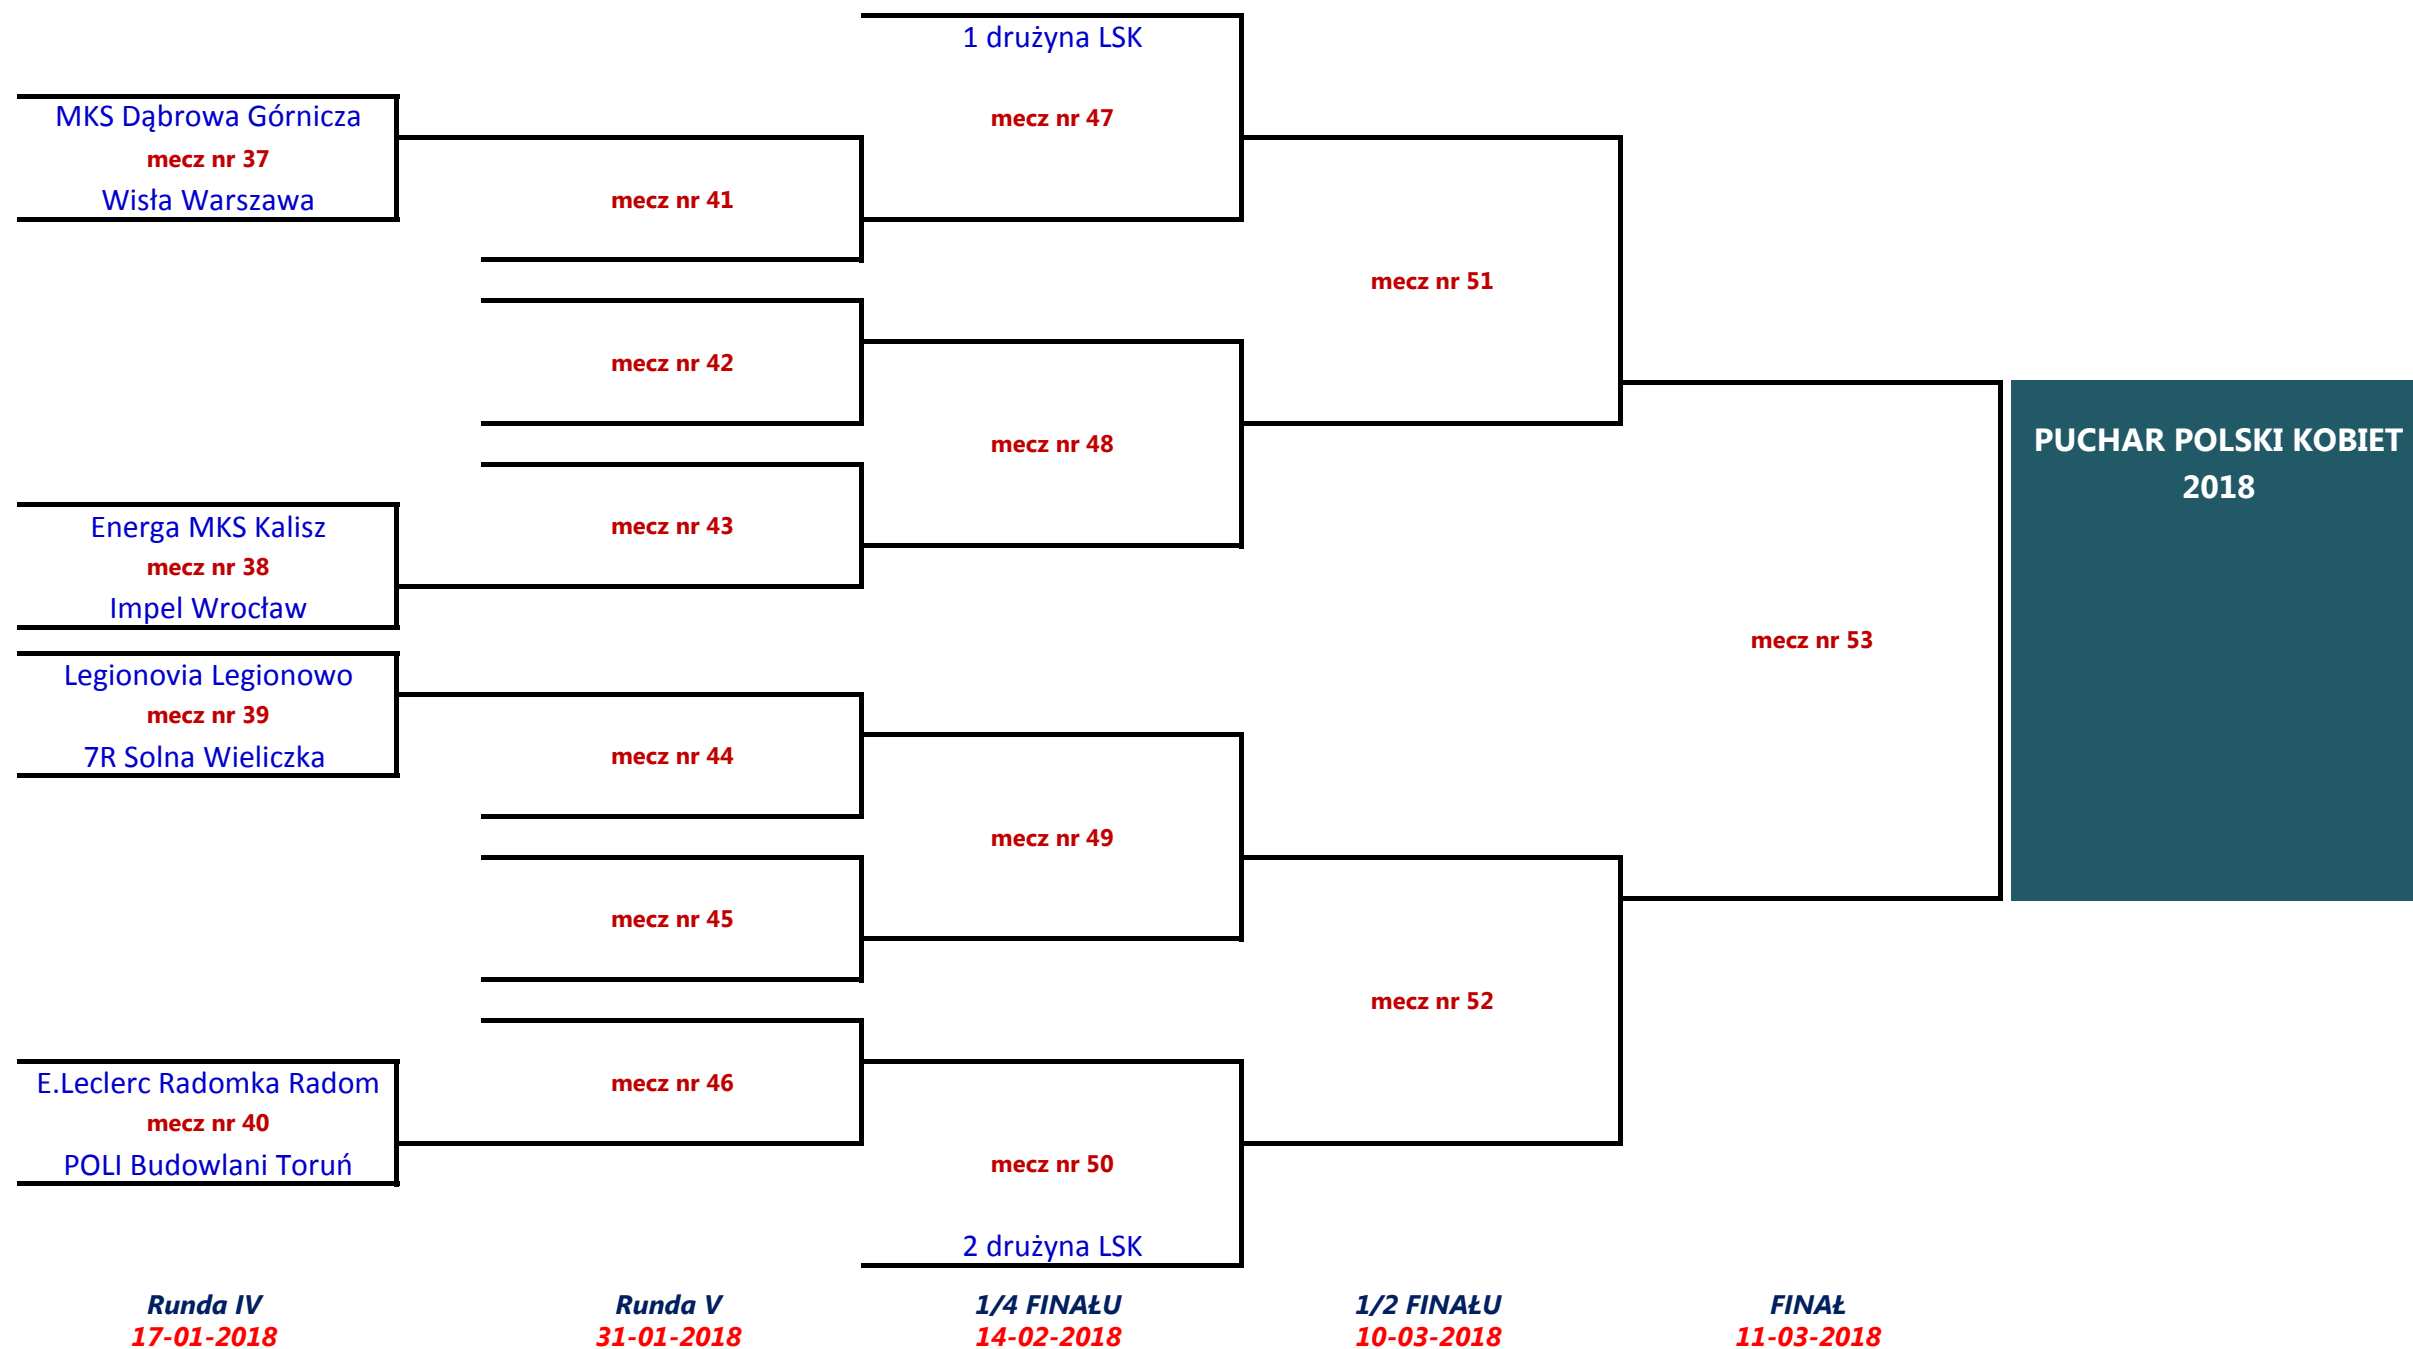 1 drużyna LSK
MKS Dąbrowa Górnicza
mecz nr 37
Wisła Warszawa
mecz nr 47
mecz nr 41
mecz nr 51
mecz nr 42
mecz nr 48
PUCHAR POLSKI KOBIET
2018
Energa MKS Kalisz
mecz nr 38
Impel Wrocław
mecz nr 43
Legionovia Legionowo
mecz nr 39
7R Solna Wieliczka
mecz nr 53
mecz nr 44
mecz nr 49
mecz nr 45
mecz nr 52
E.Leclerc Radomka Radom
mecz nr 40
POLI Budowlani Toruń
mecz nr 46
mecz nr 50
2 drużyna LSK
Runda IV
17-01-2018
Runda V
31-01-2018
1/4 FINAŁU
14-02-2018
1/2 FINAŁU
10-03-2018
FINAŁ
11-03-2018